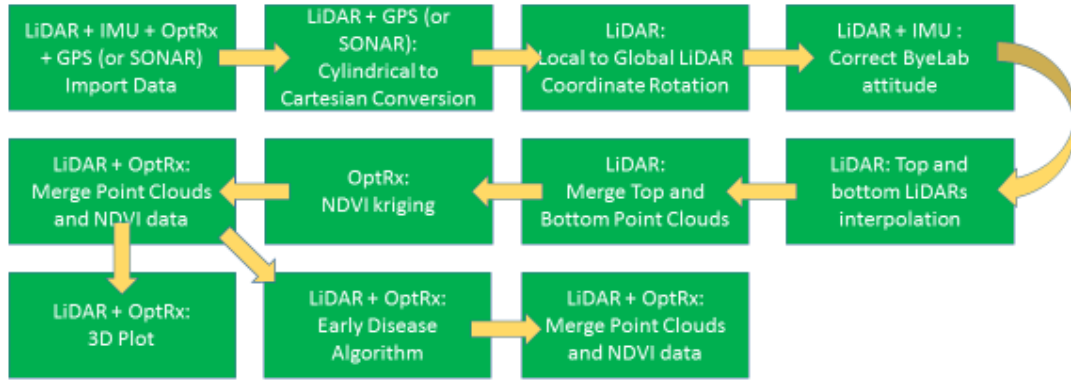 LiDAR + IMU + OptRx
+ GPS (or SONAR)
Import Data
LiDAR + GPS (or
SONAR):
Cylindrical to
Cartesian Conversion
LiDAR:
Local to Global LiDAR
Coordinate Rotation
LiDAR + IMU :
Correct ByeLab
attitude
LiDAR: Top and
bottom LiDARs
interpolation
LiDAR:
Merge Top and
Bottom Point Clouds
OptRx:
NDVI kriging
LiDAR + OptRx:
Merge Point Clouds
and NDVI data
LiDAR + OptRx:
3D Plot
LiDAR + OptRx:
Early Disease
Algorithm
LiDAR + OptRx:
Merge Point Clouds
and NDVI data